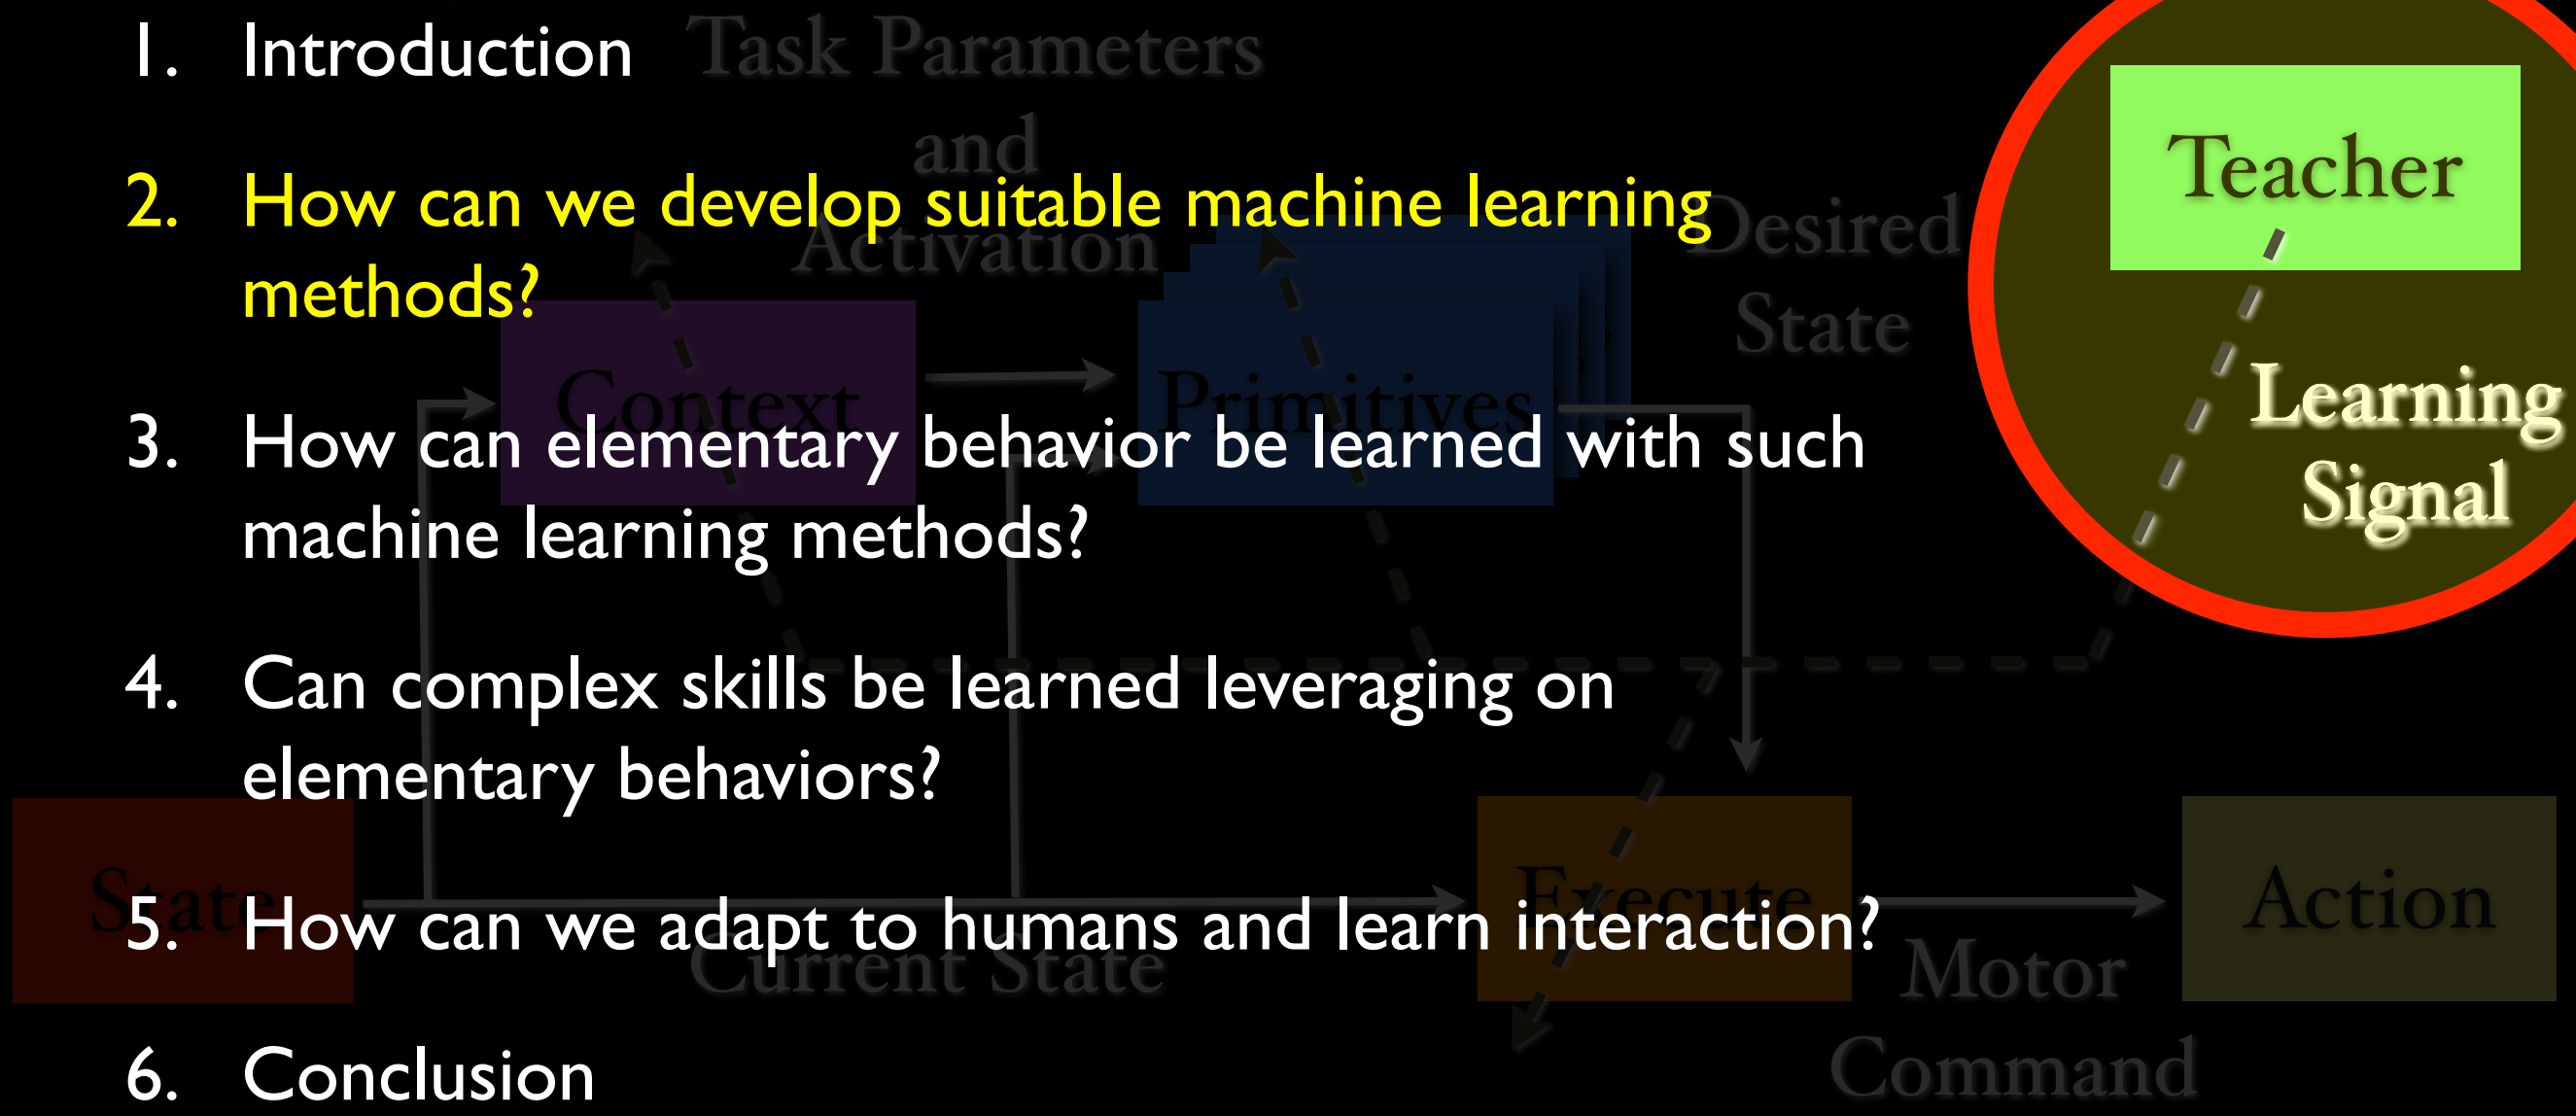 1. Introduction
2. How can we develop suitable machine learning
methods?
3. How can elementary behavior be learned with such
machine learning methods?
4. Can complex skills be learned leveraging on
elementary behaviors?
5. How can we adapt to humans and learn interaction?
6. Conclusion
Task Parameters
and
Activation
Desired
State
Context
Primitives
Teacher
Learning
Signal
State
Current State
Execute
Motor
Command
Action